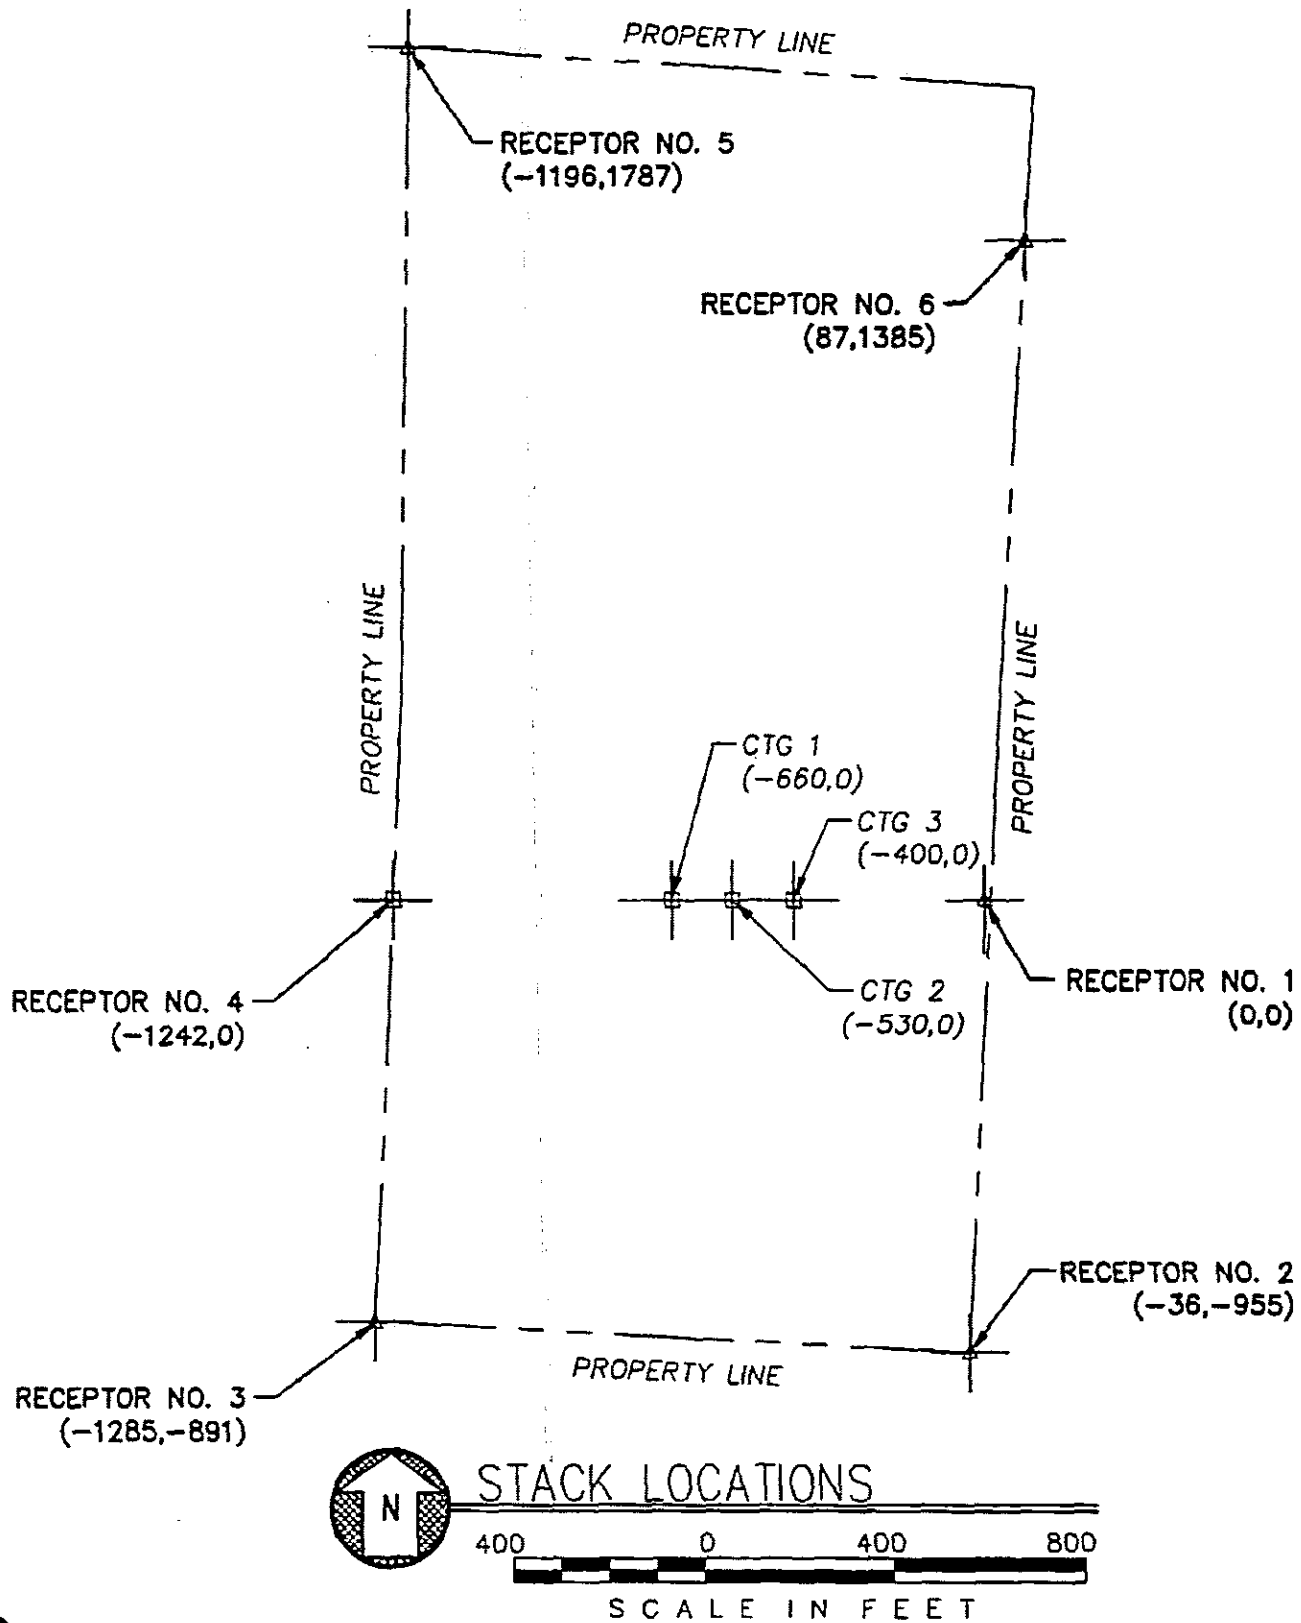 PROPERTY LINE
RECEPTOR NO. 5
(-1196,1787)
RECEPTOR NO. 6
(87,1385)
PROPERTY LINE
PROPERTY LINE
CTG 1
(-660,0)
CTG 3
(-400,0)
RECEPTOR NO. 4
(-1242,0)
CTG 2
(-530,0)
RECEPTOR NO. 1
(0,0)
RECEPTOR NO. 2
(-36,-955)
PROPERTY LINE
RECEPTOR NO. 3
(-1285,-891)
N
STACK LOCATIONS
400 0 400 800
SCALE IN FEET